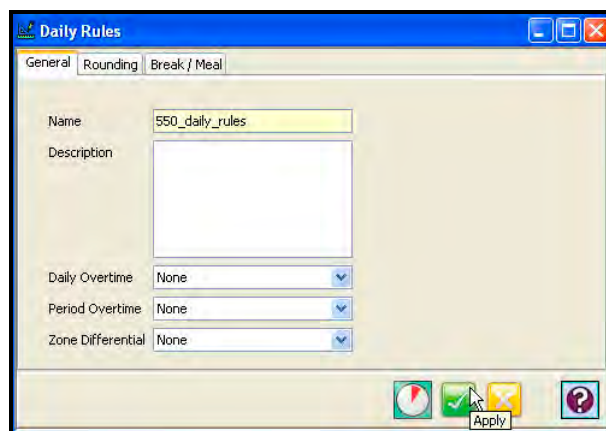 Daily Rules
General Rounding Break / Meal
Name 550_daily_rules
Description
Daily Overtime None
Period Overtime None
Zone Differential None
?
Apply